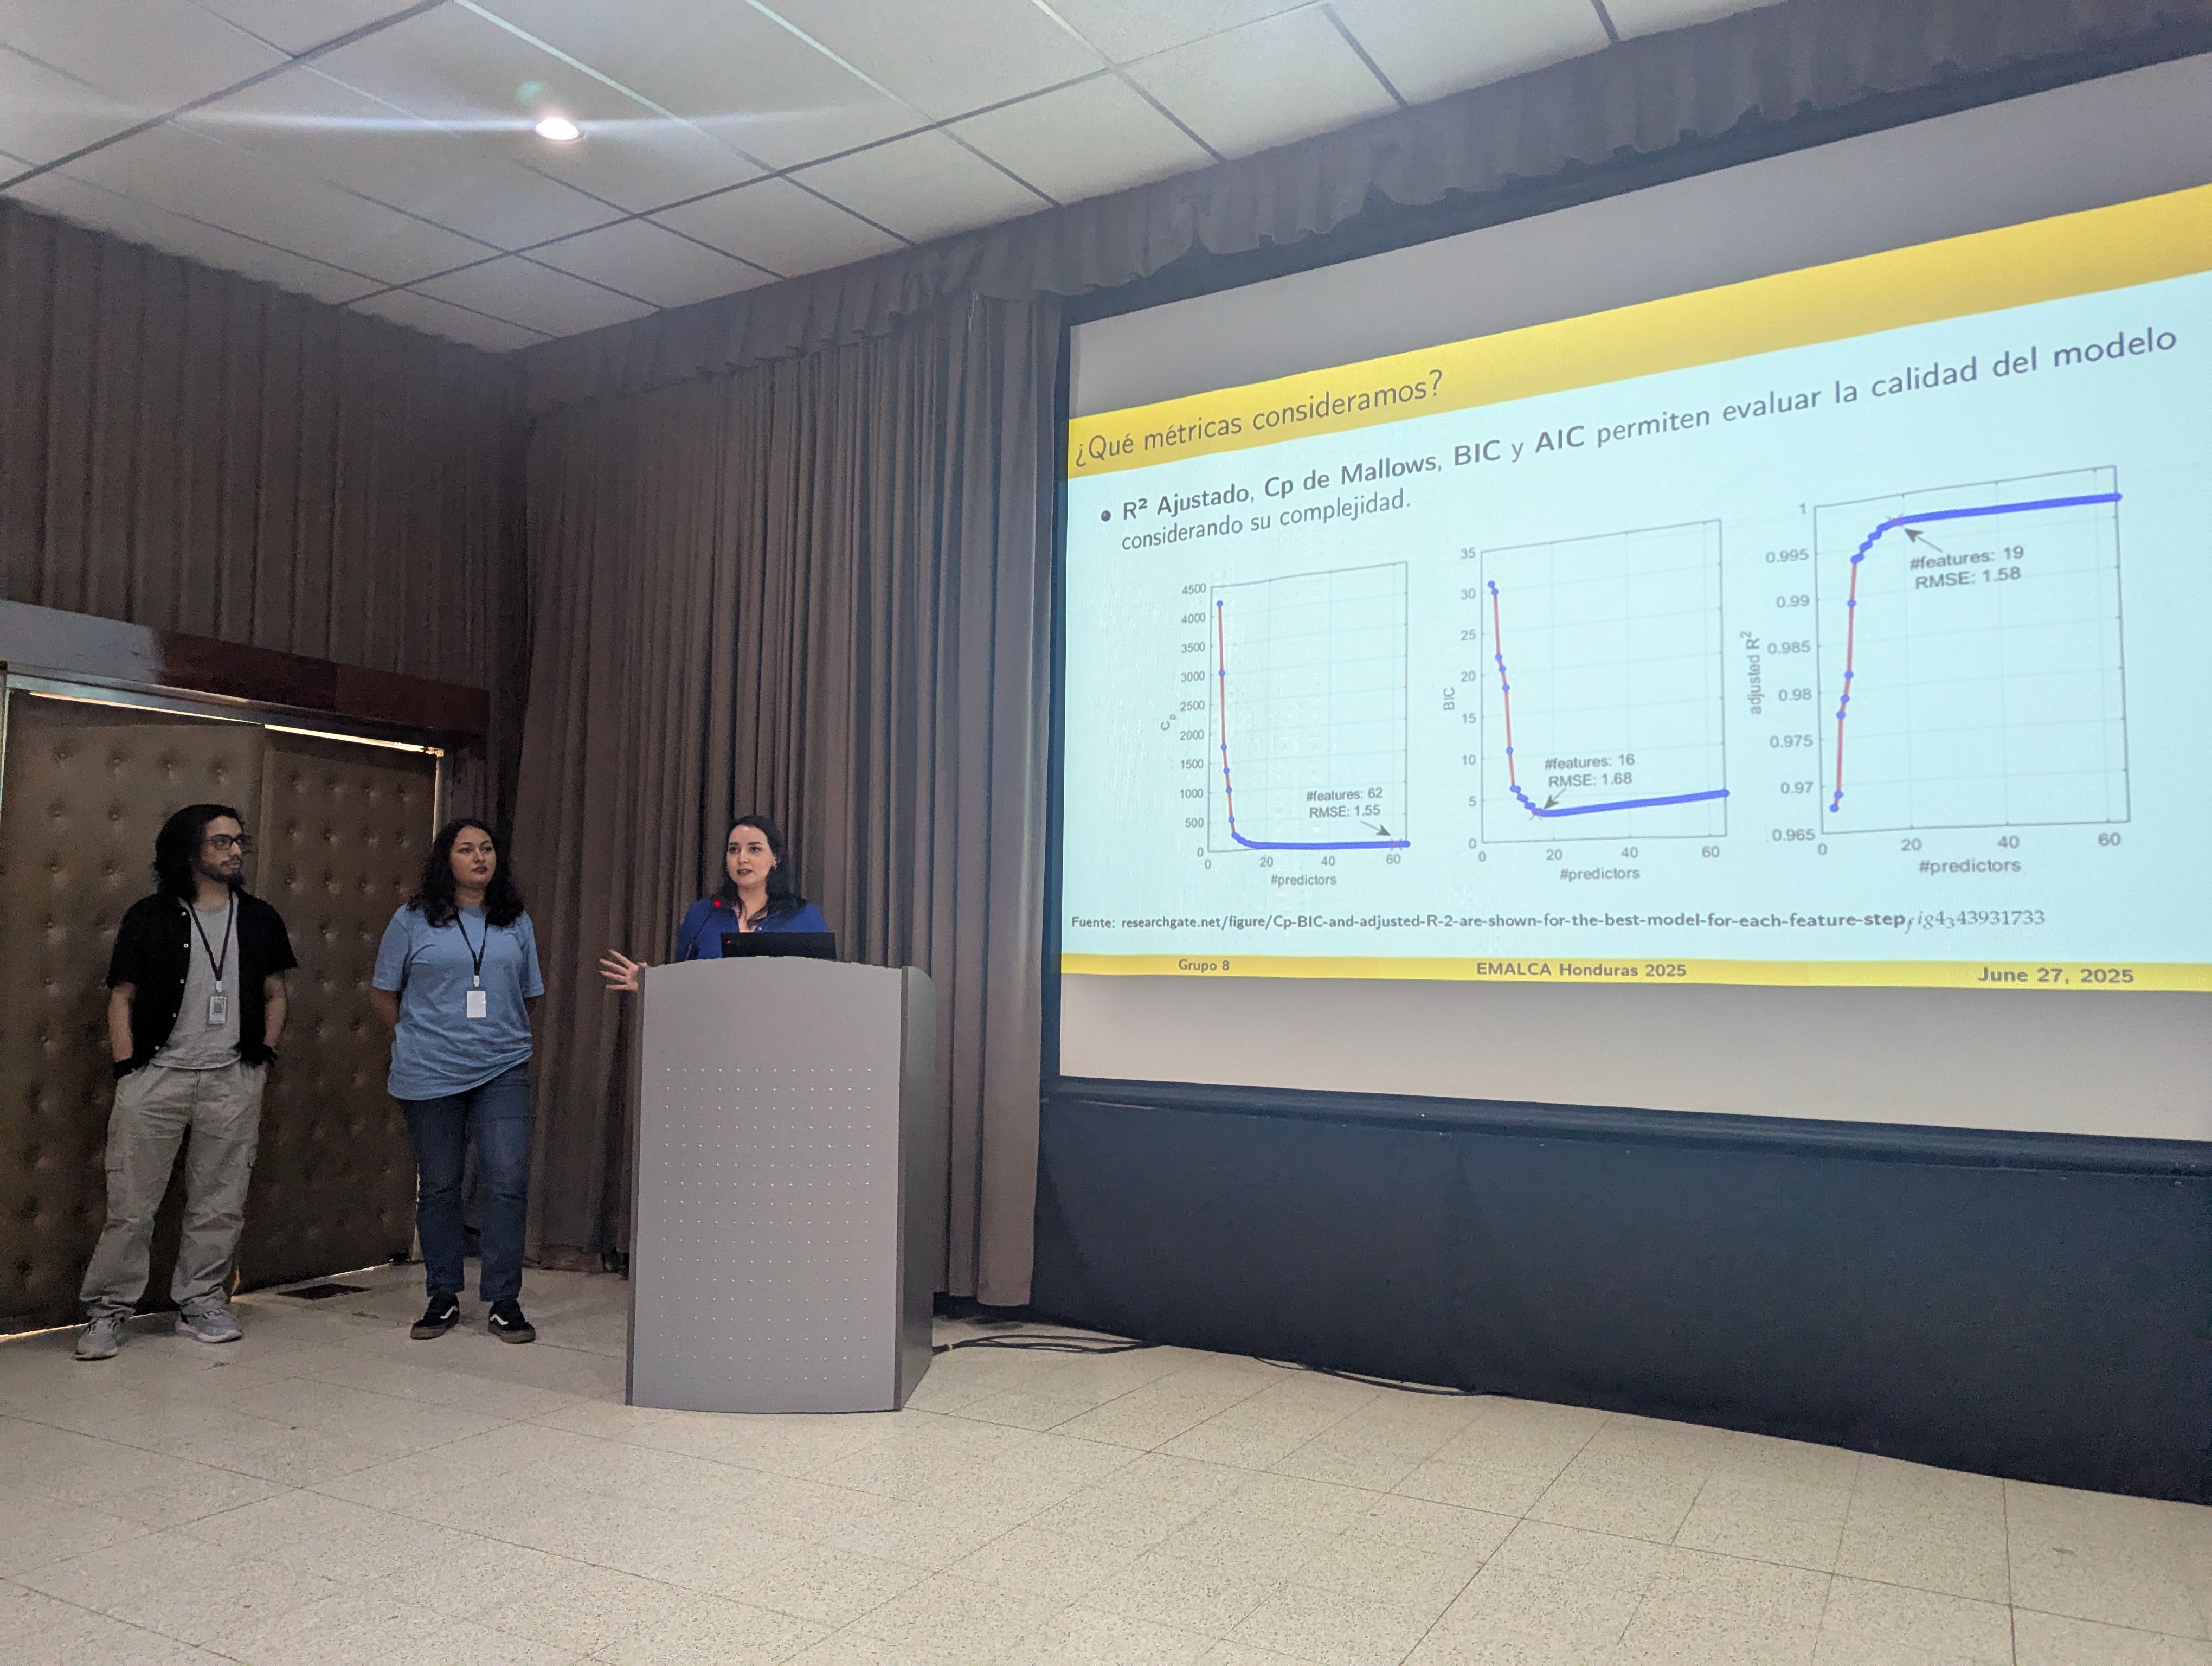 ¿Qué métricas consideramos?
R² Ajustado, Cp de Mallows, BIC y AIC permiten evaluar la calidad del modelo
considerando su complejidad.
4500
4000
3500
3000
2500
2000
1500
1000
500
0
Cp
#features: 62
RMSE: 1.55
0 20 40 60
#predictors
35
30
25
20
15
10
5
0
BIC
#features: 16
RMSE: 1.68
0 20 40 60
#predictors
1
0.995
0.99
0.985
0.98
0.975
0.97
0.965
adjusted R²
#features: 19
RMSE: 1.58
0 20 40 60
#predictors
Fuente: researchgate.net/figure/Cp-BIC-and-adjusted-R-2-are-shown-for-the-best-model-for-each-feature-stepfig4343931733
Grupo 8 EMALCA Honduras 2025 June 27, 2025